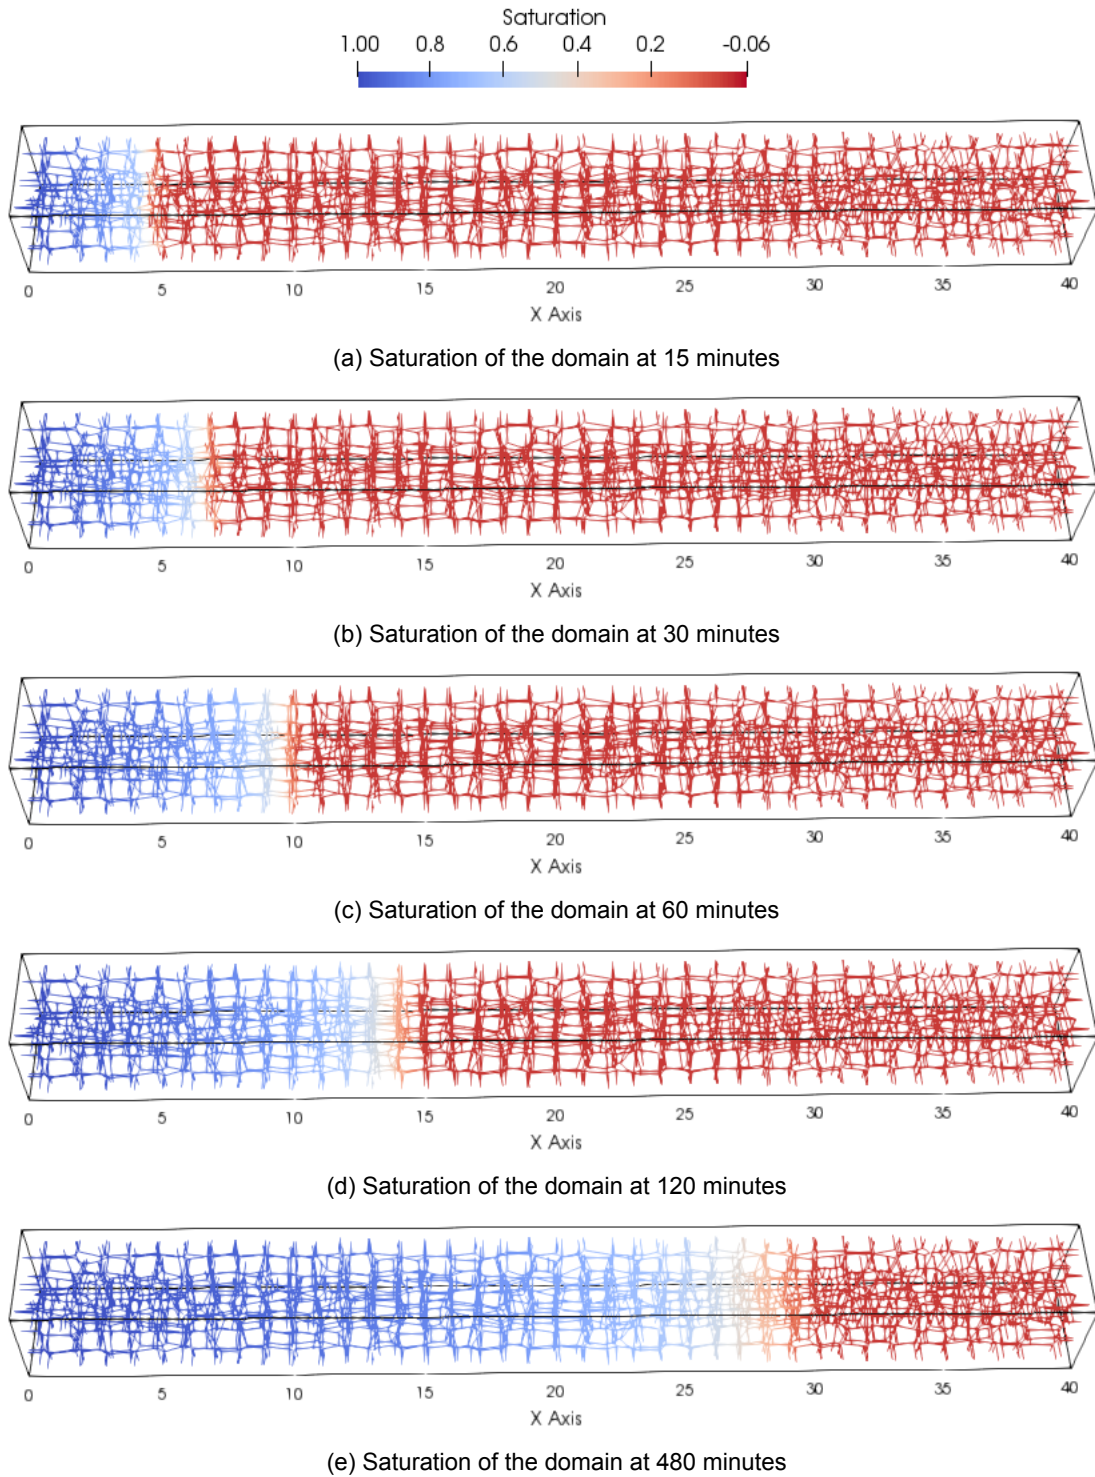 Saturation
1.00 0.8 0.6 0.4 0.2 -0.06
0 5 10 15 20 25 30 35 40
X Axis
(a) Saturation of the domain at 15 minutes
0 5 10 15 20 25 30 35 40
X Axis
(b) Saturation of the domain at 30 minutes
0 5 10 15 20 25 30 35 40
X Axis
(c) Saturation of the domain at 60 minutes
0 5 10 15 20 25 30 35 40
X Axis
(d) Saturation of the domain at 120 minutes
0 5 10 15 20 25 30 35 40
X Axis
(e) Saturation of the domain at 480 minutes